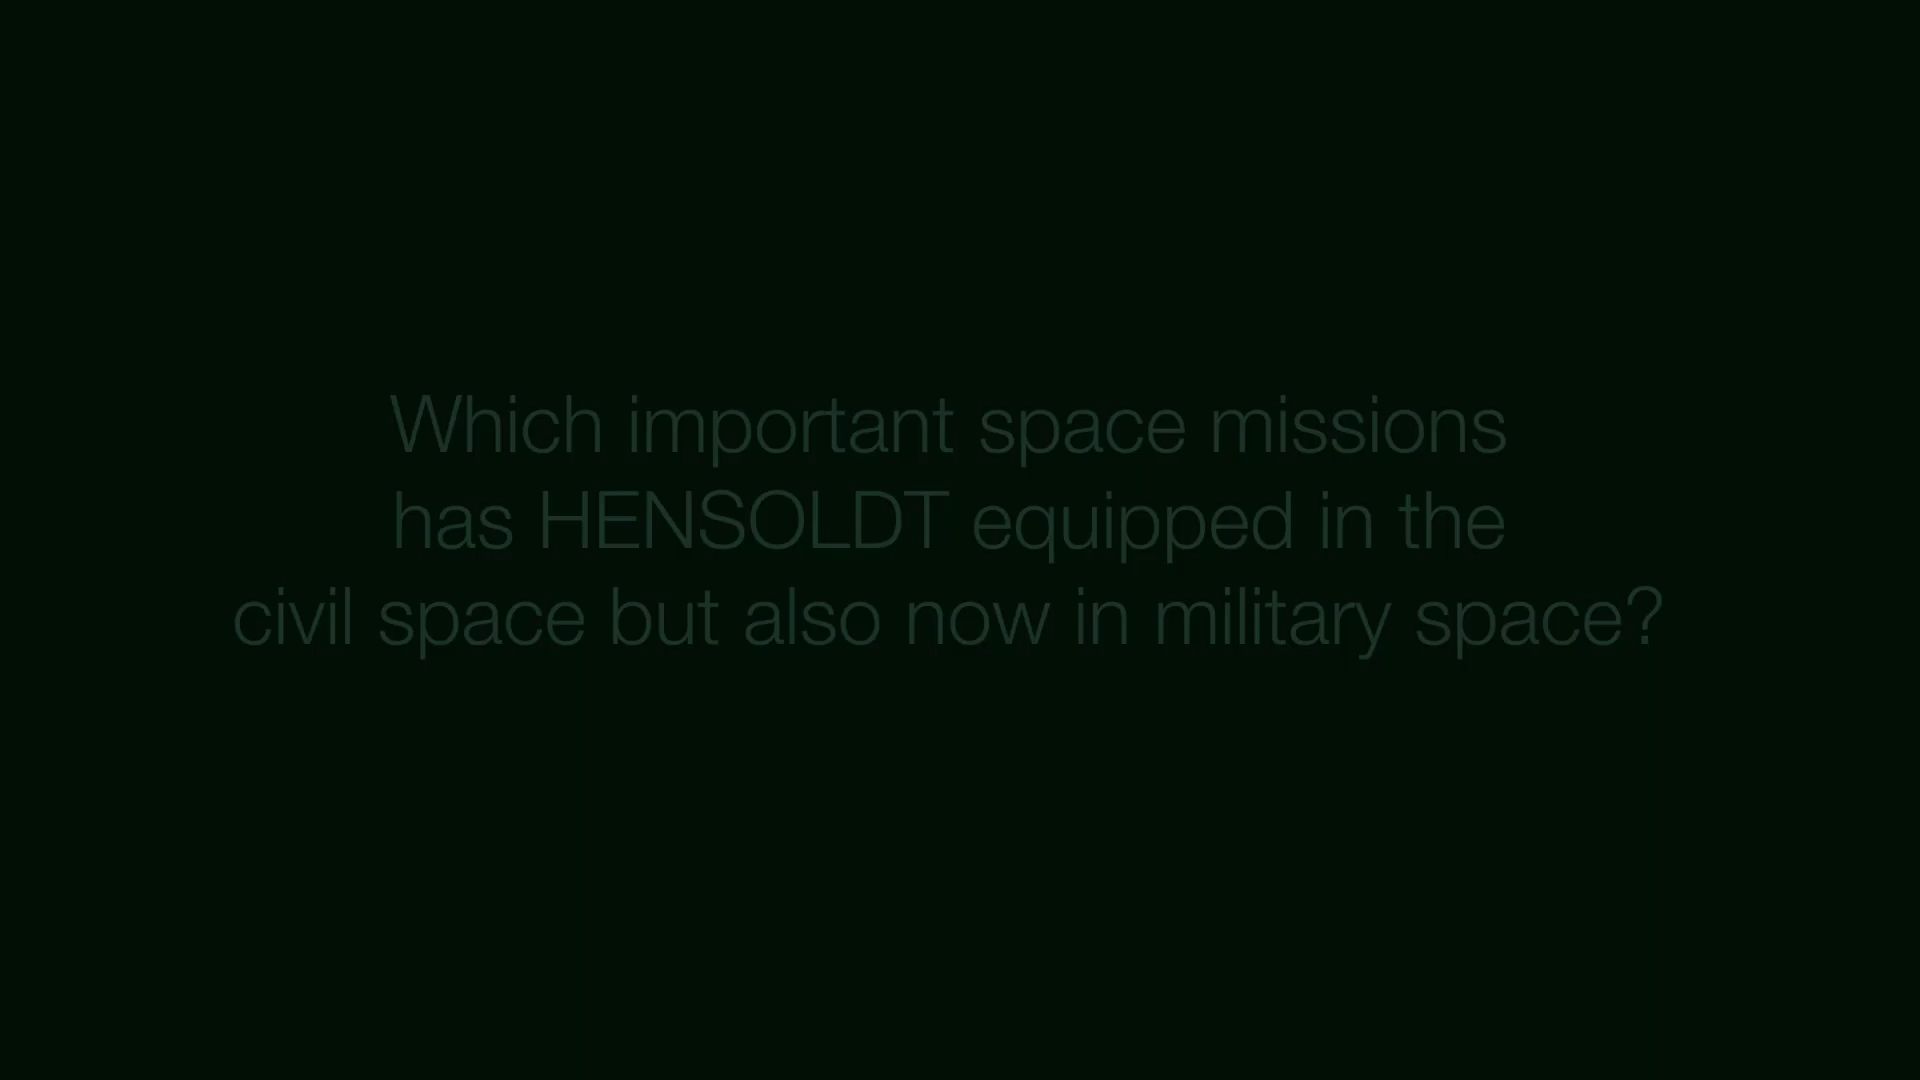 Which important space missions
has HENSOLDT equipped in the
civil space but also now in military space?